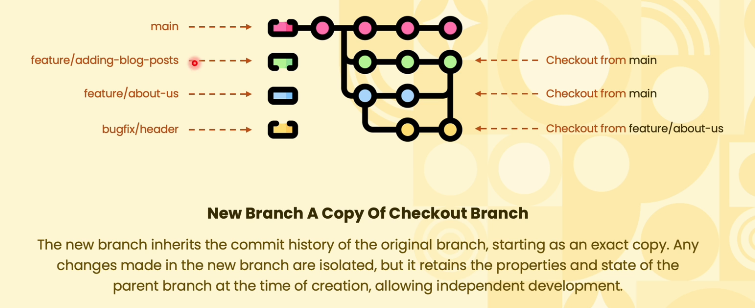 main
feature/adding-blog-posts
Checkout from main
feature/about-us
Checkout from main
bugfix/header
Checkout from feature/about-us
New Branch A Copy Of Checkout Branch
The new branch inherits the commit history of the original branch, starting as an exact copy. Any
changes made in the new branch are isolated, but it retains the properties and state of the
parent branch at the time of creation, allowing independent development.